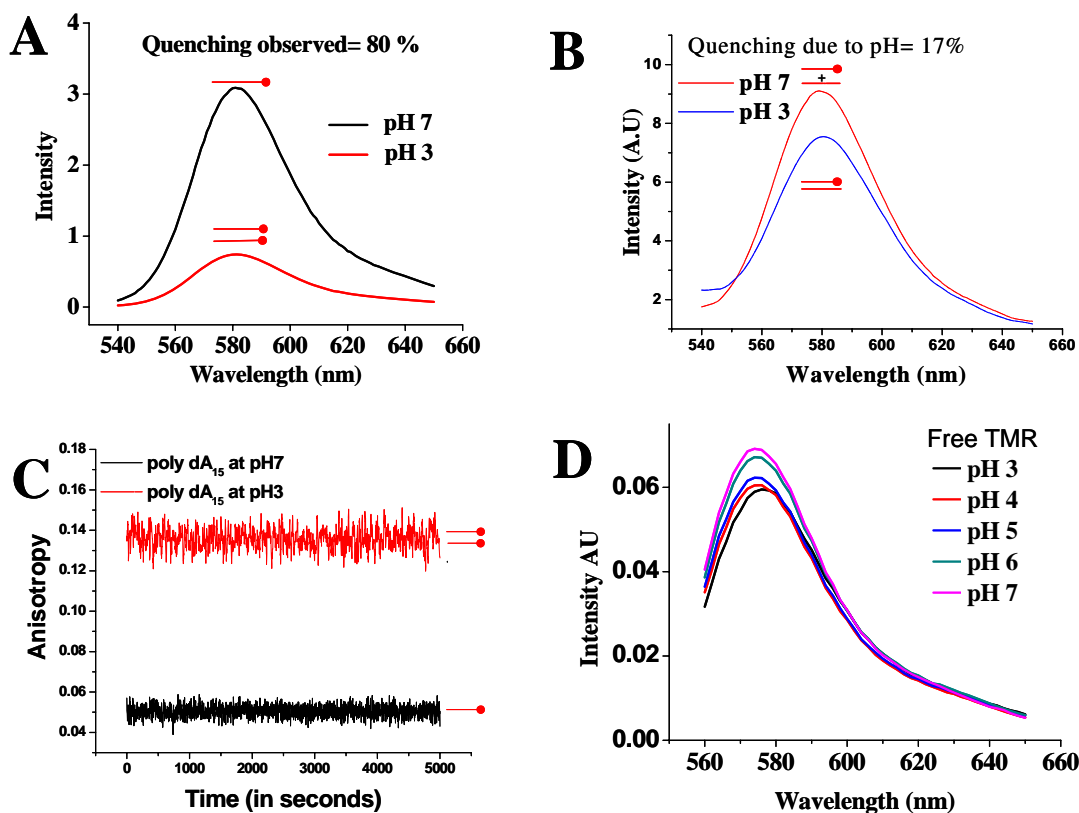 A
Quenching observed= 80 %
pH 7
pH 3
Intensity
4
3
2
1
0
540 560 580 600 620 640 660
Wavelength (nm)
B
Quenching due to pH= 17%
pH 7
pH 3
+
Intensity (A.U)
10
8
6
4
2
540 560 580 600 620 640 660
Wavelength (nm)
C
poly dA15 at pH7
poly dA15 at pH3
Anisotropy
0.18
0.16
0.14
0.12
0.10
0.08
0.06
0.04
0 1000 2000 3000 4000 5000
Time (in seconds)
D
Free TMR
pH 3
pH 4
pH 5
pH 6
pH 7
Intensity AU
0.06
0.04
0.02
0.00
560 580 600 620 640 660
Wavelength (nm)